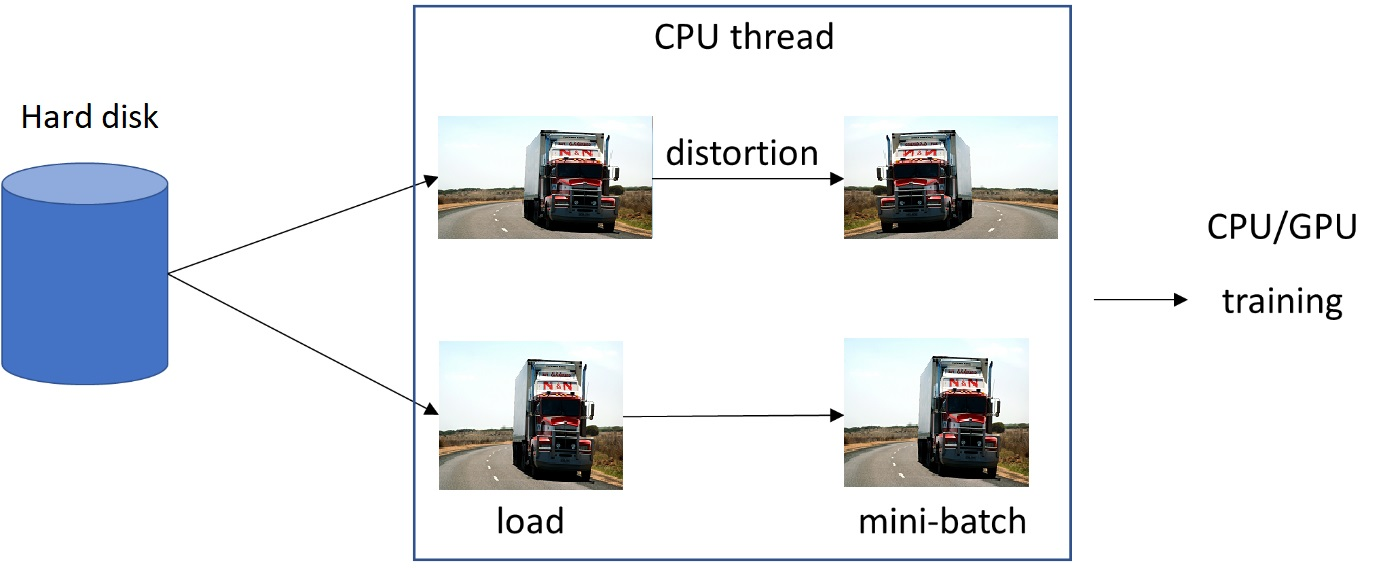 CPU thread
Hard disk
distortion
N&N
N&N
CPU/GPU
training
N&N
N&N
load
mini-batch